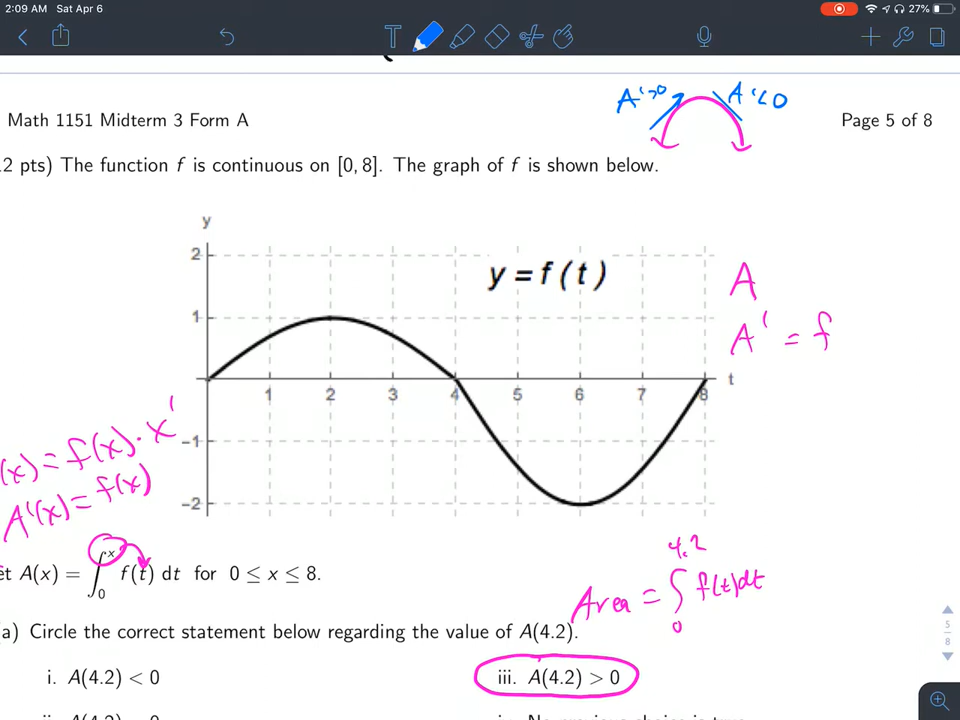 2:09 AM Sat Apr 6
27%
T
A'>0
A'<0
Math 1151 Midterm 3 Form A
Page 5 of 8
2 pts) The function f is continuous on [0, 8]. The graph of f is shown below.
y
2
1
-1
-2
y = f ( t )
1 2 3 4 5 6 7 8
t
A
A' = f
(x) = f(x) · x'
A'(x) = f(x)
et A(x) = ∫₀ˣ f(t) dt for 0 ≤ x ≤ 8.
Area = ∫₀^4.2 f(t)dt
(a) Circle the correct statement below regarding the value of A(4.2).
i. A(4.2) < 0
iii. A(4.2) > 0
5
8